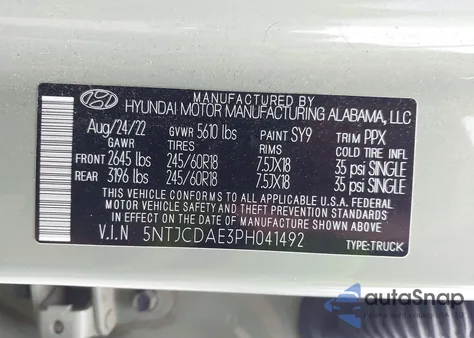 MANUFACTURED BY
HYUNDAI MOTOR MANUFACTURING ALABAMA, LLC
Aug/24/22 GVWR 5610 lbs PAINT SY9 TRIM PPX
GAWR TIRES RIMS COLD TIRE INFL
FRONT 2645 lbs 245/60R18 7.5JX18 35 psi SINGLE
REAR 3196 lbs 245/60R18 7.5JX18 35 psi SINGLE
THIS VEHICLE CONFORMS TO
ALL APPLICABLE U.S.A. FEDERAL
MOTOR VEHICLE SAFETY STANDARDS
IN EFFECT ON THE DATE OF
MANUFACTURE SHOWN ABOVE.
V.I.N 5NTJCDAE3PH041492 TYPE:TRUCK
autoSnap